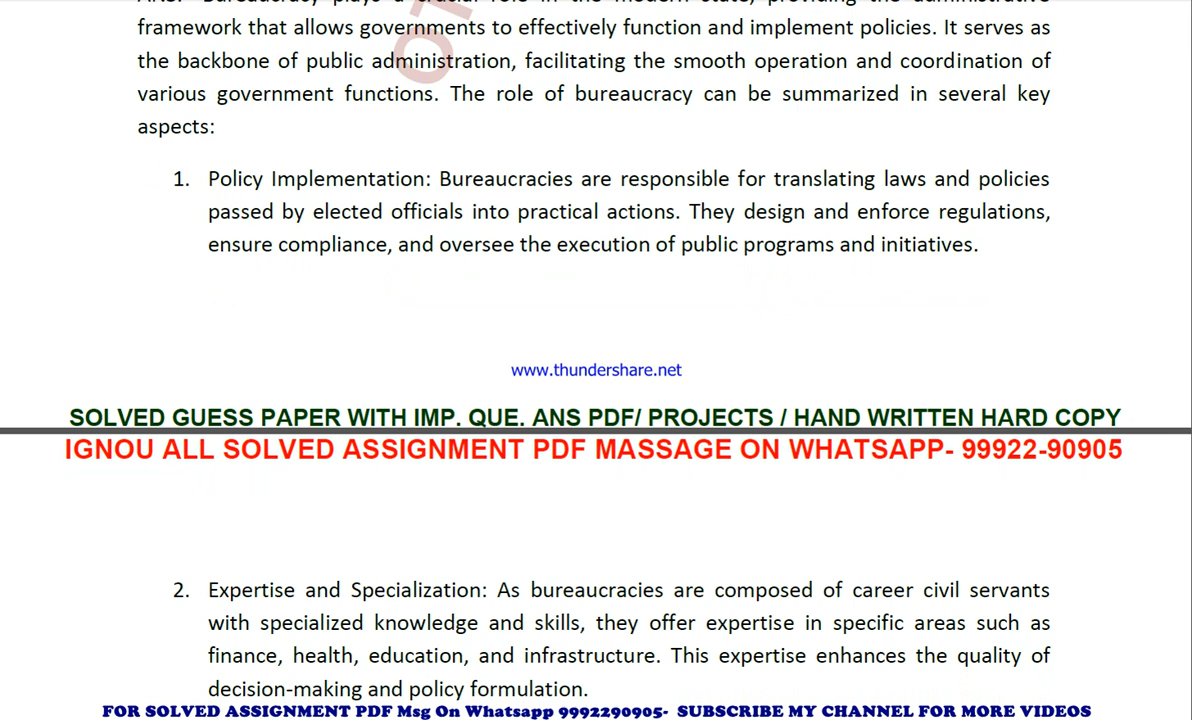 framework that allows governments to effectively function and implement policies. It serves as
the backbone of public administration, facilitating the smooth operation and coordination of
various government functions. The role of bureaucracy can be summarized in several key
aspects:
1. Policy Implementation: Bureaucracies are responsible for translating laws and policies
passed by elected officials into practical actions. They design and enforce regulations,
ensure compliance, and oversee the execution of public programs and initiatives.
www.thundershare.net
SOLVED GUESS PAPER WITH IMP. QUE. ANS PDF/ PROJECTS / HAND WRITTEN HARD COPY
IGNOU ALL SOLVED ASSIGNMENT PDF MASSAGE ON WHATSAPP- 99922-90905
2. Expertise and Specialization: As bureaucracies are composed of career civil servants
with specialized knowledge and skills, they offer expertise in specific areas such as
finance, health, education, and infrastructure. This expertise enhances the quality of
decision-making and policy formulation.
FOR SOLVED ASSIGNMENT PDF Msg On Whatsapp 9992290905- SUBSCRIBE MY CHANNEL FOR MORE VIDEOS